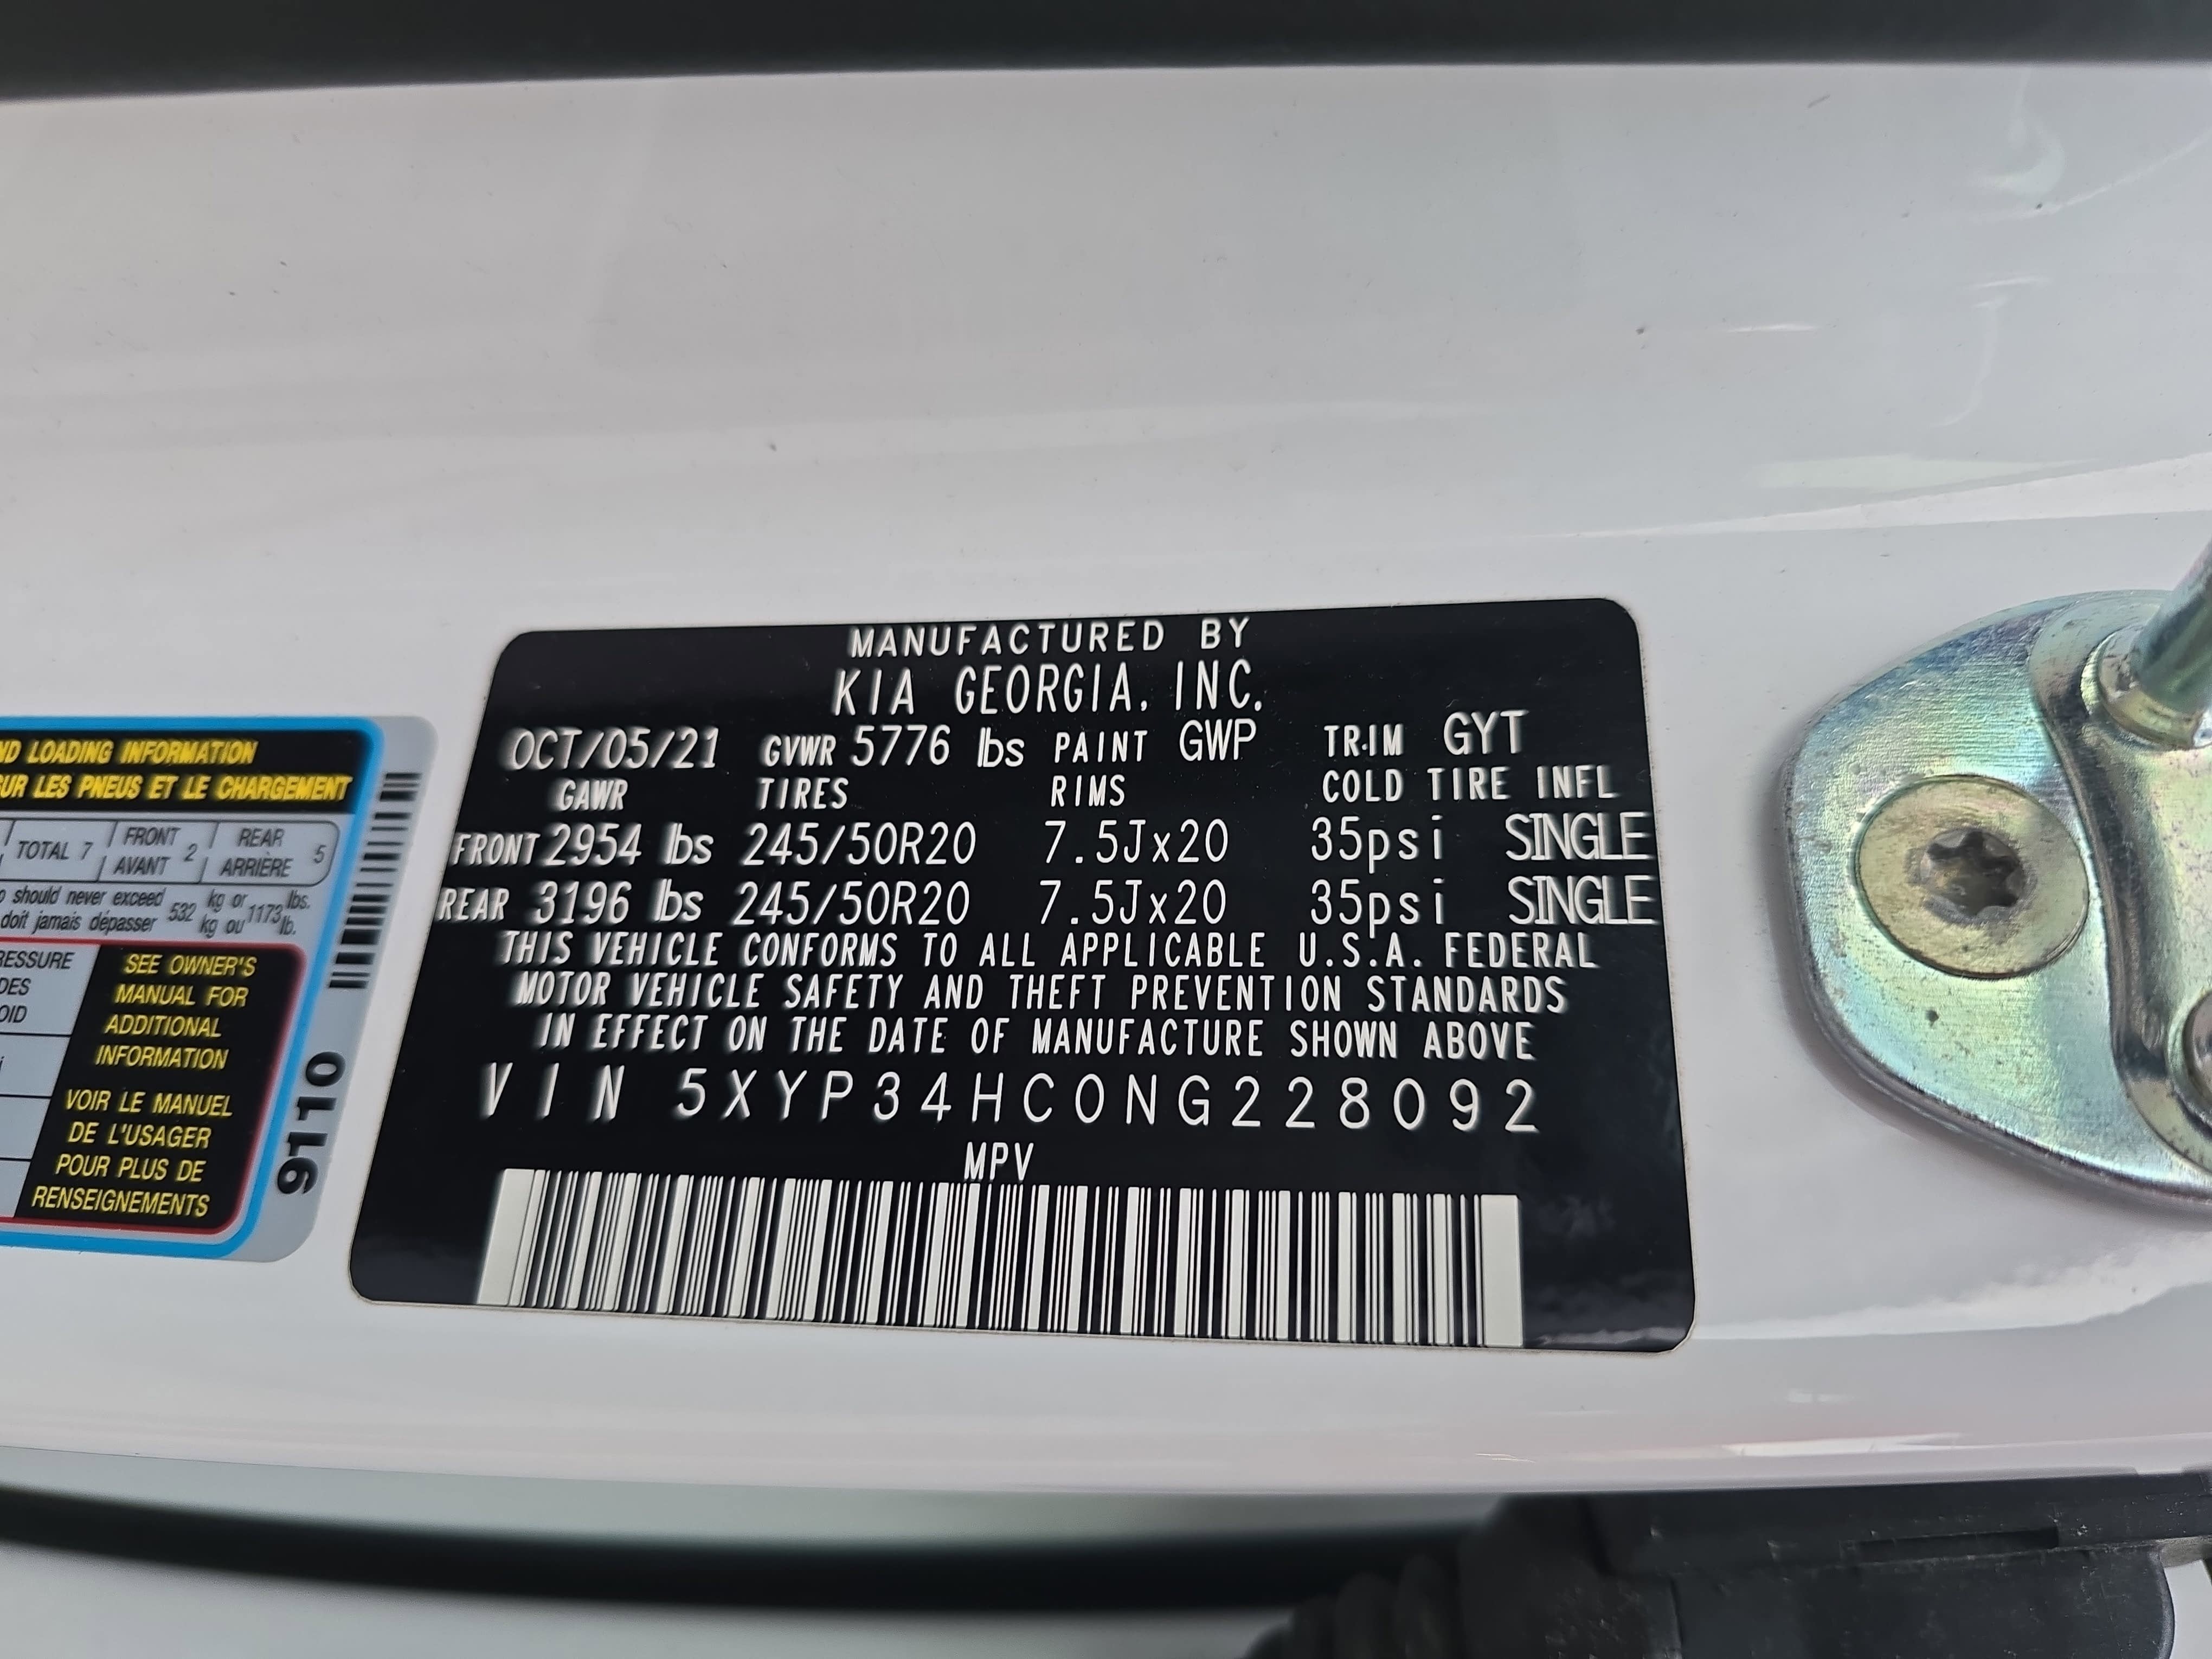 MANUFACTURED BY
KIA GEORGIA, INC.
OCT/05/21 GVWR 5776 lbs PAINT GWP TRIM GYT
GAWR TIRES RIMS COLD TIRE INFL
FRONT 2954 lbs 245/50R20 7.5Jx20 35psi SINGLE
REAR 3196 lbs 245/50R20 7.5Jx20 35psi SINGLE
THIS VEHICLE CONFORMS TO ALL APPLICABLE U.S.A. FEDERAL
MOTOR VEHICLE SAFETY AND THEFT PREVENTION STANDARDS
IN EFFECT ON THE DATE OF MANUFACTURE SHOWN ABOVE
VIN 5XYP34HC0NG228092
MPV
LOADING INFORMATION
SUR LES PNEUS ET LE CHARGEMENT
TOTAL 7 FRONT 2 REAR 5
AVANT ARRIÈRE
should never exceed 532 kg or 1173 lbs.
doit jamais dépasser kg ou lb.
SEE OWNER'S
MANUAL FOR
ADDITIONAL
INFORMATION
VOIR LE MANUEL
DE L'USAGER
POUR PLUS DE
RENSEIGNEMENTS
9110